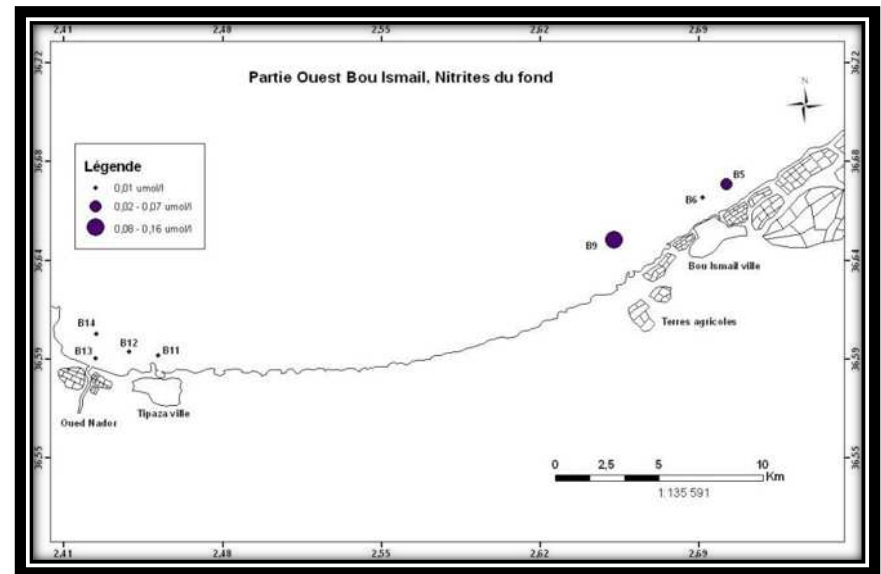 2,41 2,48 2,55 2,62 2,69
36,72 36,72
Partie Ouest Bou Ismail, Nitrites du fond
N
Légende
0,01 umol/l
0,02 - 0,07 umol/l
0,08 - 0,16 umol/l
36,68 36,68
B5
B6
B9
36,64 36,64
Bou Ismail ville
Terres agricoles
B14
B12
B11
B13
36,59 36,59
Tipaza ville
Oued Nador
36,55 36,55
0 2,5 5 10
Km
1:135 591
2,41 2,48 2,55 2,62 2,69